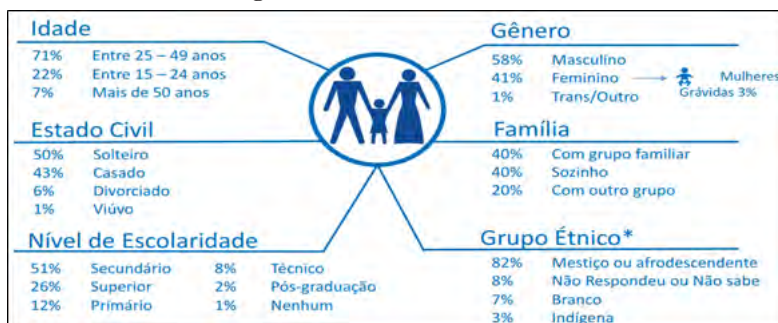 Idade
71% Entre 25 – 49 anos
22% Entre 15 – 24 anos
7% Mais de 50 anos
Gênero
58% Masculino
41% Feminino Mulheres
1% Trans/Outro Grávidas 3%
Estado Civil
50% Solteiro
43% Casado
6% Divorciado
1% Viúvo
Família
40% Com grupo familiar
40% Sozinho
20% Com outro grupo
Nível de Escolaridade
51% Secundário 8% Técnico
26% Superior 2% Pós-graduação
12% Primário 1% Nenhum
Grupo Étnico*
82% Mestiço ou afrodescendente
8% Não Respondeu ou Não sabe
7% Branco
3% Indígena